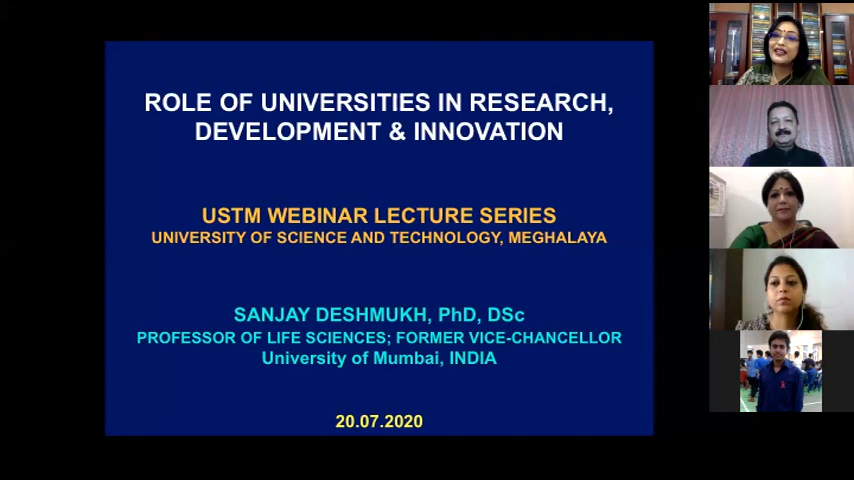 ROLE OF UNIVERSITIES IN RESEARCH,
DEVELOPMENT & INNOVATION
USTM WEBINAR LECTURE SERIES
UNIVERSITY OF SCIENCE AND TECHNOLOGY, MEGHALAYA
SANJAY DESHMUKH, PhD, DSc
PROFESSOR OF LIFE SCIENCES; FORMER VICE-CHANCELLOR
University of Mumbai, INDIA
20.07.2020